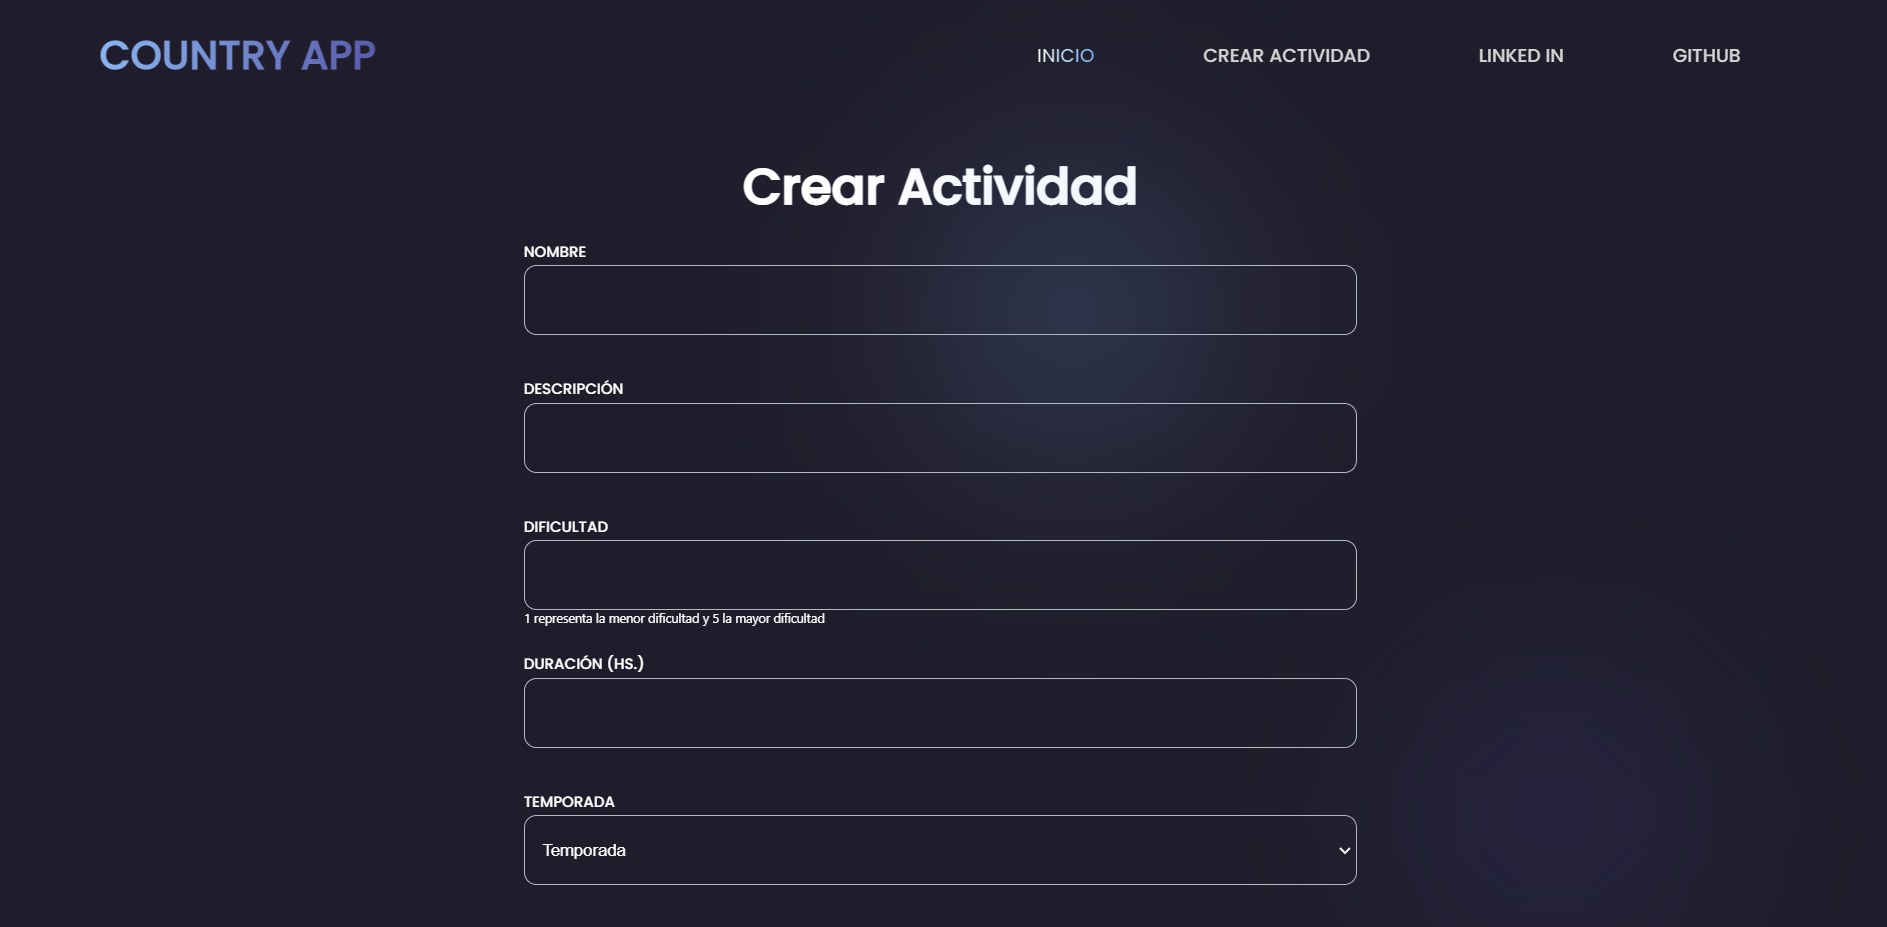 COUNTRY APP
INICIO
CREAR ACTIVIDAD
LINKED IN
GITHUB
Crear Actividad
NOMBRE
DESCRIPCIÓN
DIFICULTAD
1 representa la menor dificultad y 5 la mayor dificultad
DURACIÓN (HS.)
TEMPORADA
Temporada